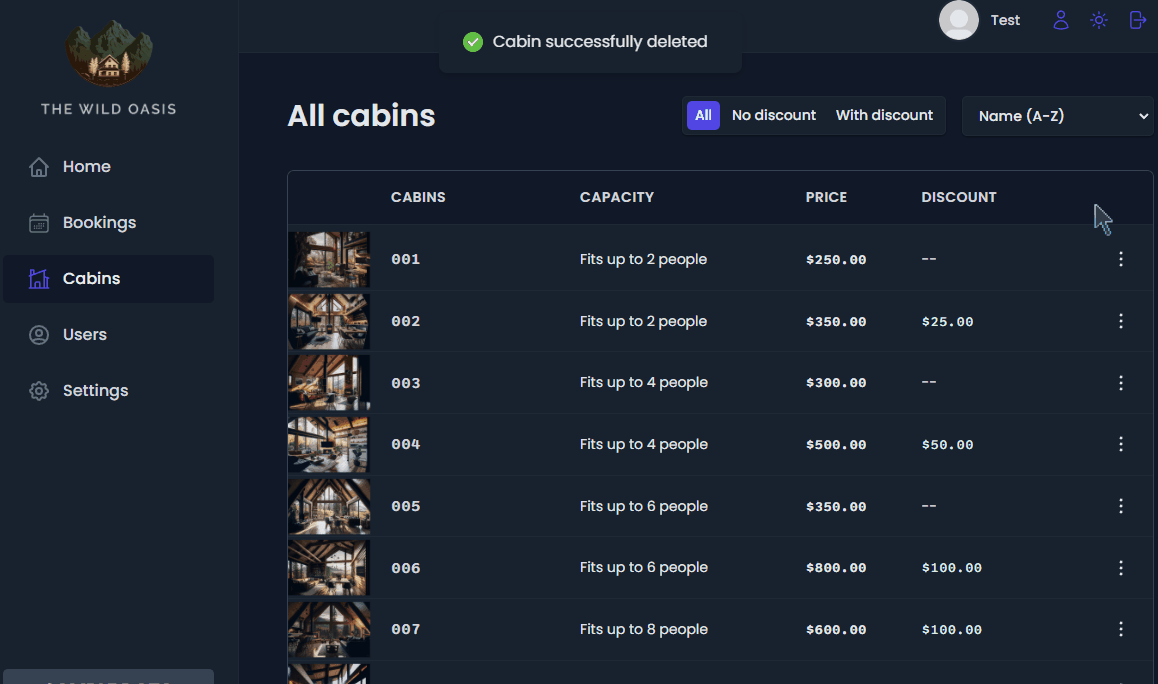 Cabin successfully deleted
Test
THE WILD OASIS
Home
Bookings
Cabins
Users
Settings
All cabins
All No discount With discount Name (A-Z)
CABINS CAPACITY PRICE DISCOUNT
001 Fits up to 2 people $250.00 --
002 Fits up to 2 people $350.00 $25.00
003 Fits up to 4 people $300.00 --
004 Fits up to 4 people $500.00 $50.00
005 Fits up to 6 people $350.00 --
006 Fits up to 6 people $800.00 $100.00
007 Fits up to 8 people $600.00 $100.00